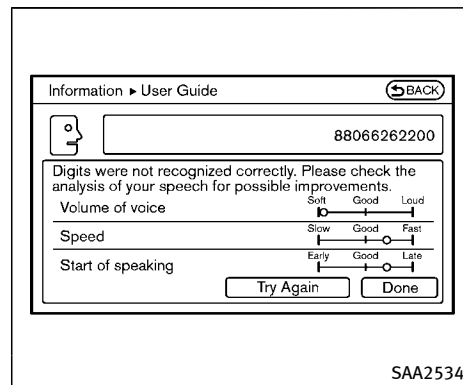 Information ▸ User Guide
BACK
88066262200
Digits were not recognized correctly. Please check the
analysis of your speech for possible improvements.
Volume of voice Soft Good Loud
Speed Slow Good Fast
Start of speaking Early Good Late
Try Again Done
SAA2534